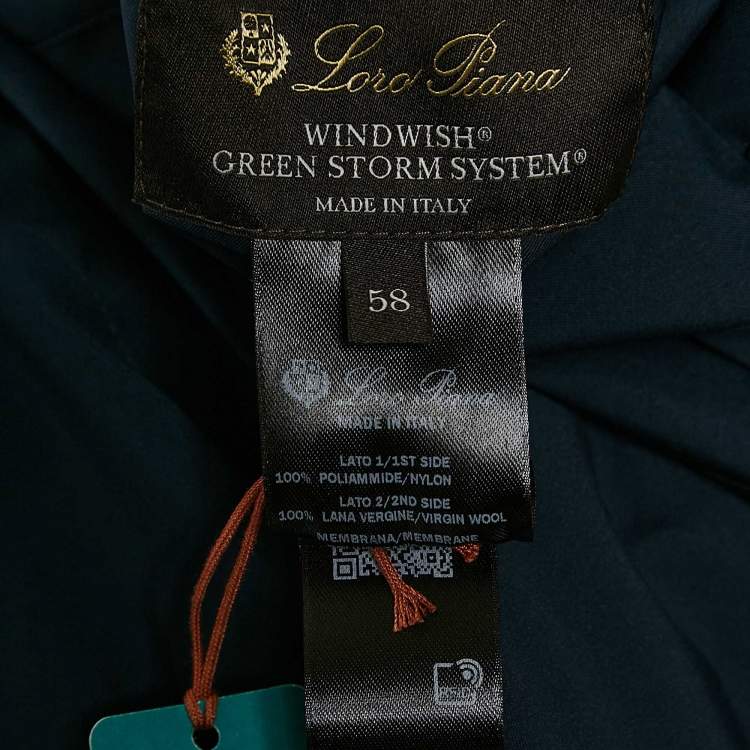 Loro Piana
WINDWISH®
GREEN STORM SYSTEM®
MADE IN ITALY
58
Loro Piana
MADE IN ITALY
LATO 1/1ST SIDE
100% POLIAMMIDE/NYLON
LATO 2/2ND SIDE
100% LANA VERGINE/VIRGIN WOOL
MEMBRANA/MEMBRANE